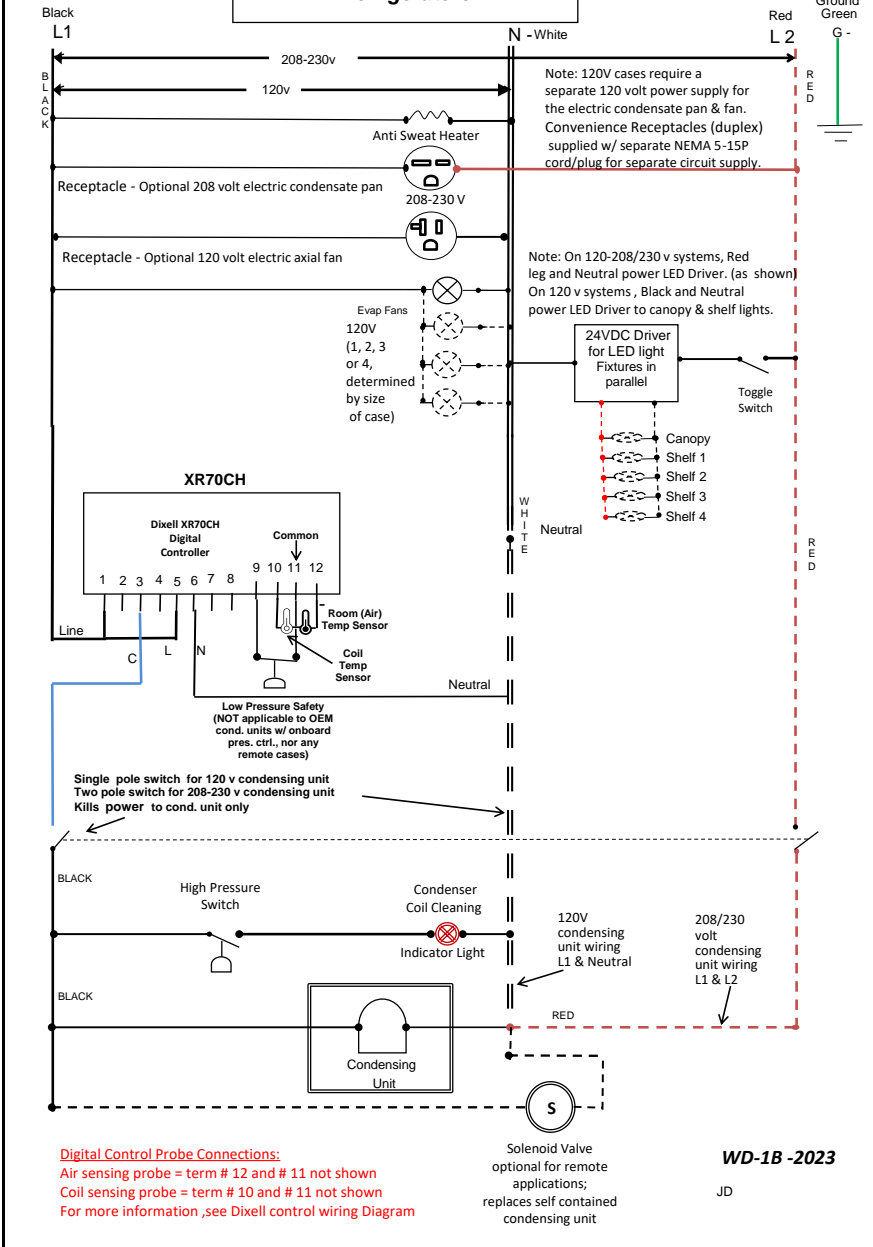 Black
L1
N - White
Red
L 2
Ground
Green
G -
208-230v
120v
B
L
A
C
K
R
E
D
Note: 120V cases require a
separate 120 volt power supply for
the electric condensate pan & fan.
Convenience Receptacles (duplex)
supplied w/ separate NEMA 5-15P
cord/plug for separate circuit supply.
Anti Sweat Heater
Receptacle - Optional 208 volt electric condensate pan
208-230 V
Receptacle - Optional 120 volt electric axial fan
Note: On 120-208/230 v systems, Red
leg and Neutral power LED Driver. (as shown)
On 120 v systems , Black and Neutral
power LED Driver to canopy & shelf lights.
Evap Fans
120V
(1, 2, 3
or 4,
determined
by size
of case)
24VDC Driver
for LED light
Fixtures in
parallel
Toggle
Switch
Canopy
Shelf 1
Shelf 2
Shelf 3
Shelf 4
XR70CH
Dixell XR70CH
Digital
Controller
Common
1 2 3 4 5 6 7 8 9 10 11 12
W
H
I
T
E
Neutral
R
E
D
Line
C
L
N
-
Room (Air)
Temp Sensor
Coil
Temp
Sensor
Neutral
Low Pressure Safety
(NOT applicable to OEM
cond. units w/ onboard
pres. ctrl., nor any
remote cases)
Single pole switch for 120 v condensing unit
Two pole switch for 208-230 v condensing unit
Kills power to cond. unit only
BLACK
High Pressure
Switch
Condenser
Coil Cleaning
Indicator Light
120V
condensing
unit wiring
L1 & Neutral
208/230
volt
condensing
unit wiring
L1 & L2
BLACK
RED
Condensing
Unit
S
Solenoid Valve
optional for remote
applications;
replaces self contained
condensing unit
Digital Control Probe Connections:
Air sensing probe = term # 12 and # 11 not shown
Coil sensing probe = term # 10 and # 11 not shown
For more information ,see Dixell control wiring Diagram
WD-1B -2023
JD